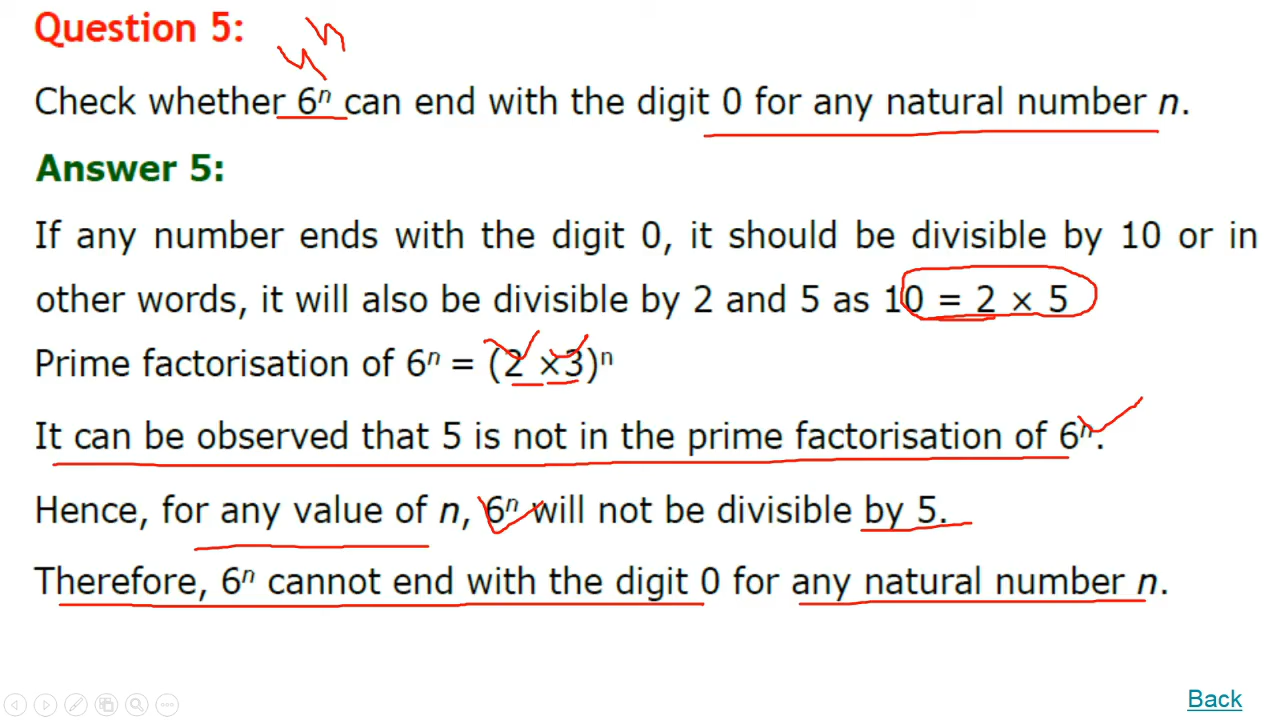 Question 5:
4n
Check whether 6ⁿ can end with the digit 0 for any natural number n.
Answer 5:
If any number ends with the digit 0, it should be divisible by 10 or in
other words, it will also be divisible by 2 and 5 as 10 = 2 × 5
Prime factorisation of 6ⁿ = (2 ×3)ⁿ
It can be observed that 5 is not in the prime factorisation of 6ⁿ.
Hence, for any value of n, 6ⁿ will not be divisible by 5.
Therefore, 6ⁿ cannot end with the digit 0 for any natural number n.
Back